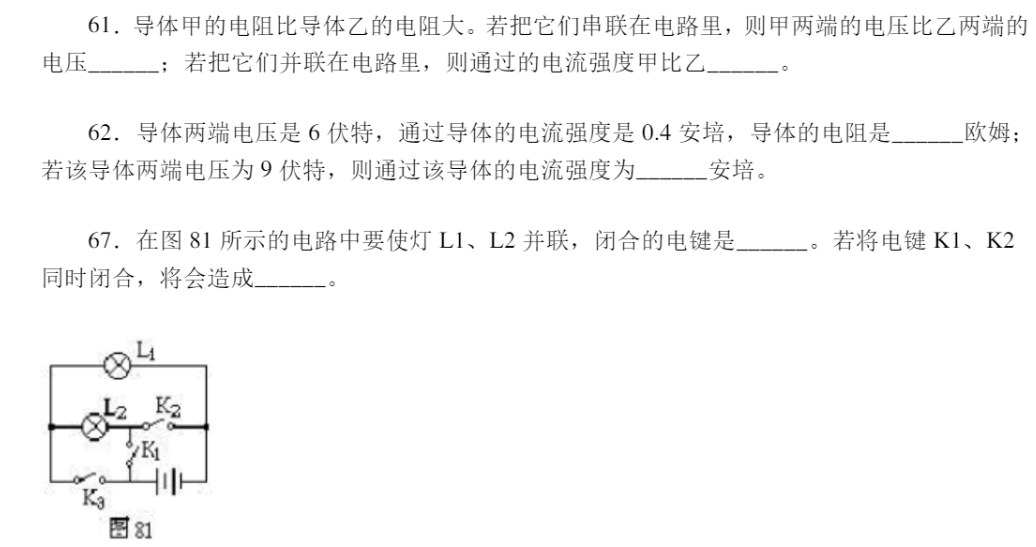 61．导体甲的电阻比导体乙的电阻大。若把它们串联在电路里，则甲两端的电压比乙两端的
电压______；若把它们并联在电路里，则通过的电流强度甲比乙______。
62．导体两端电压是 6 伏特，通过导体的电流强度是 0.4 安培，导体的电阻是______欧姆；
若该导体两端电压为 9 伏特，则通过该导体的电流强度为______安培。
67．在图 81 所示的电路中要使灯 L1、L2 并联，闭合的电键是______。若将电键 K1、K2
同时闭合，将会造成______。
L1
L2 K2
K1
K3
图 81